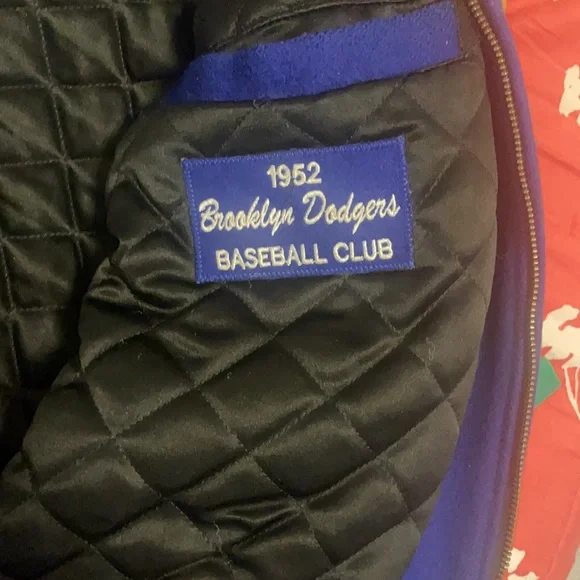 1952
Brooklyn Dodgers
BASEBALL CLUB